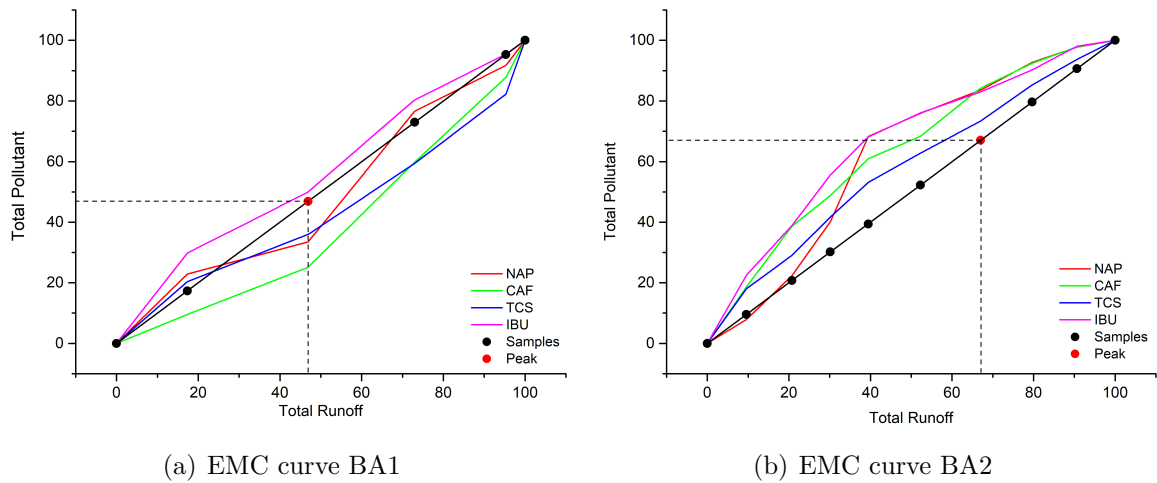 100
80
60
40
20
0
Total Pollutant
NAP
CAF
TCS
IBU
Samples
Peak
0 20 40 60 80 100
Total Runoff
(a) EMC curve BA1
100
80
60
40
20
0
Total Pollutant
NAP
CAF
TCS
IBU
Samples
Peak
0 20 40 60 80 100
Total Runoff
(b) EMC curve BA2